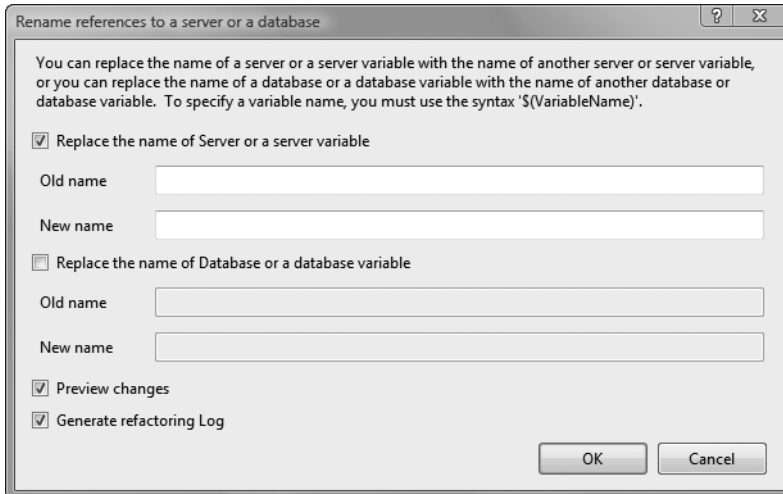 Rename references to a server or a database
You can replace the name of a server or a server variable with the name of another server or server variable,
or you can replace the name of a database or a database variable with the name of another database or
database variable. To specify a variable name, you must use the syntax '$(VariableName)'.
Replace the name of Server or a server variable
Old name
New name
Replace the name of Database or a database variable
Old name
New name
Preview changes
Generate refactoring Log
OK Cancel